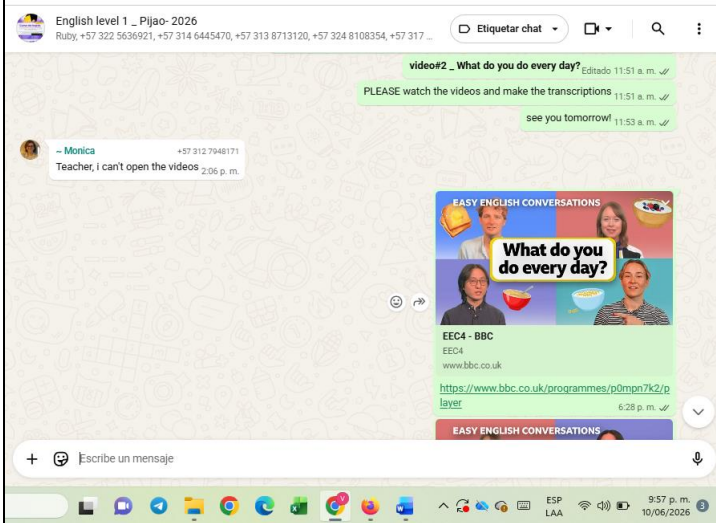 English level 1 _ Pijao- 2026
Ruby, +57 322 5636921, +57 314 6445470, +57 313 8713120, +57 324 8108354, +57 317 ...
Etiquetar chat
video#2 _ What do you do every day? Editado 11:51 a. m.
PLEASE watch the videos and make the transcriptions 11:51 a. m.
see you tomorrow! 11:53 a. m.
~ Monica +57 312 7948171
Teacher, i can't open the videos 2:06 p. m.
EASY ENGLISH CONVERSATIONS
What do you
do every day?
EEC4 - BBC
EEC4
www.bbc.co.uk
https://www.bbc.co.uk/programmes/p0mpn7k2/p
layer
6:28 p. m.
EASY ENGLISH CONVERSATIONS
Escribe un mensaje
ESP
LAA
9:57 p. m.
10/06/2026
3